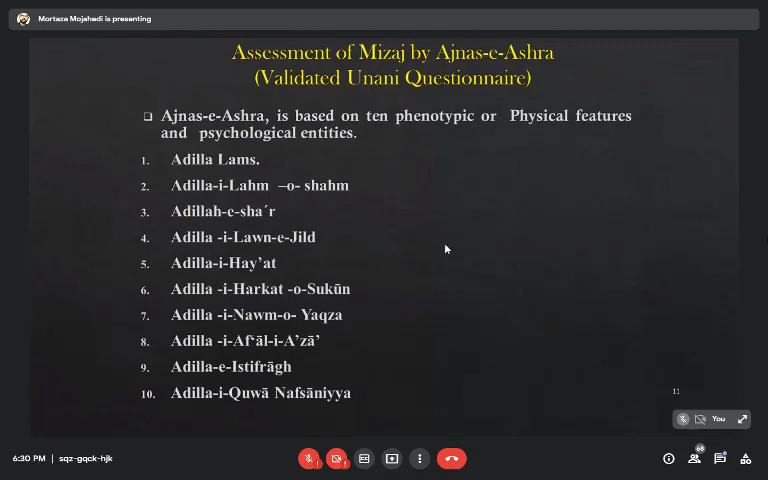 Mortaza Mojahedi is presenting
Assessment of Mizaj by Ajnas-e-Ashra
(Validated Unani Questionnaire)
❑ Ajnas-e-Ashra, is based on ten phenotypic or Physical features
and psychological entities.
1. Adilla Lams.
2. Adilla-i-Lahm –o- shahm
3. Adillah-e-sha´r
4. Adilla -i-Lawn-e-Jild
5. Adilla-i-Hay’at
6. Adilla -i-Harkat -o-Sukūn
7. Adilla -i-Nawm-o- Yaqza
8. Adilla -i-Af‘āl-i-A’zā’
9. Adilla-e-Istifrāgh
10. Adilla-i-Quwā Nafsāniyya
11
You
6:30 PM | sqz-gqck-hjk
68